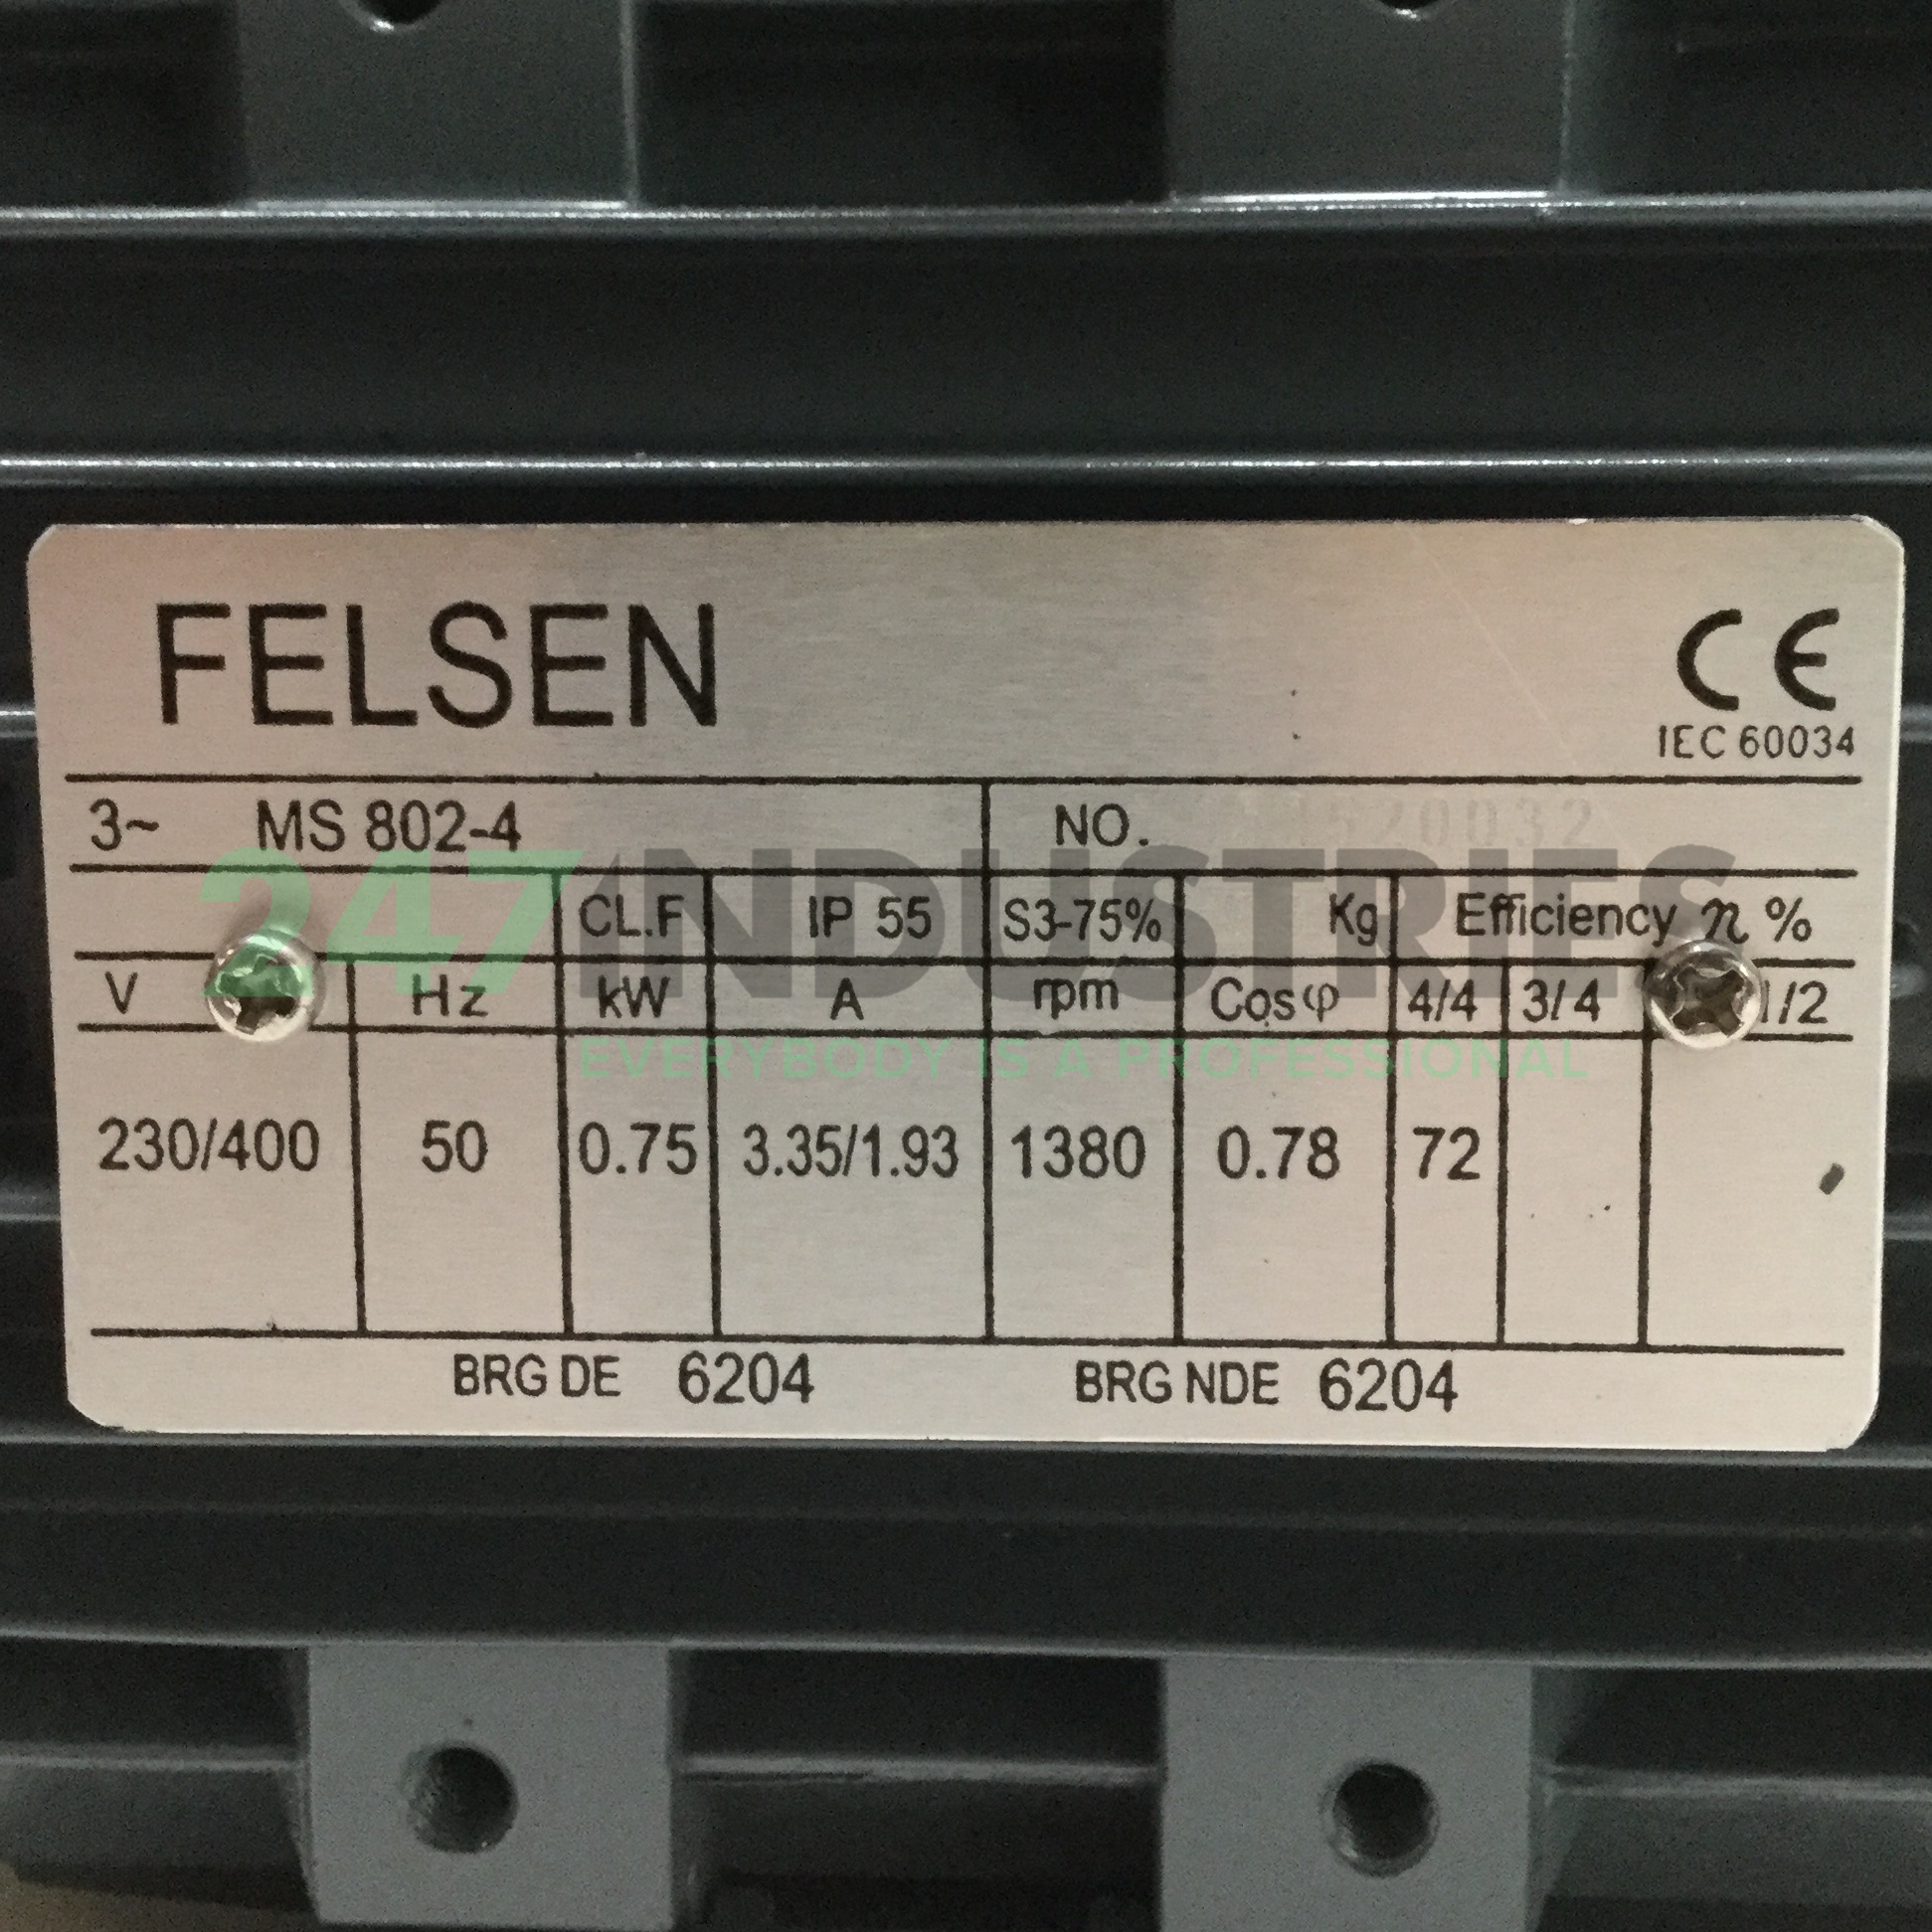 FELSEN
CE
IEC 60034
3~ MS 802-4 NO.
247INDUSTRIES
CL.F IP 55 S3-75% Kg Efficiency η %
V Hz kW A rpm Cosφ 4/4 3/4 1/2
EVERYBODY IS A PROFESSIONAL
230/400 50 0.75 3.35/1.93 1380 0.78 72
BRG DE 6204 BRG NDE 6204